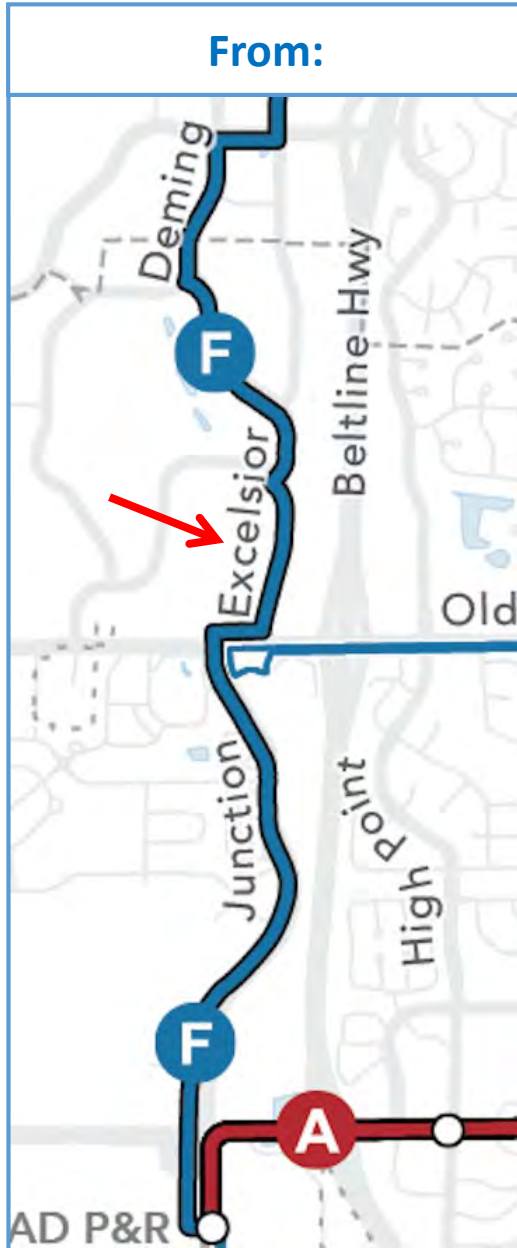 From:
Deming
F
Beltline Hwy
Excelsior
Old
Junction
High Point
F
A
AD P&R